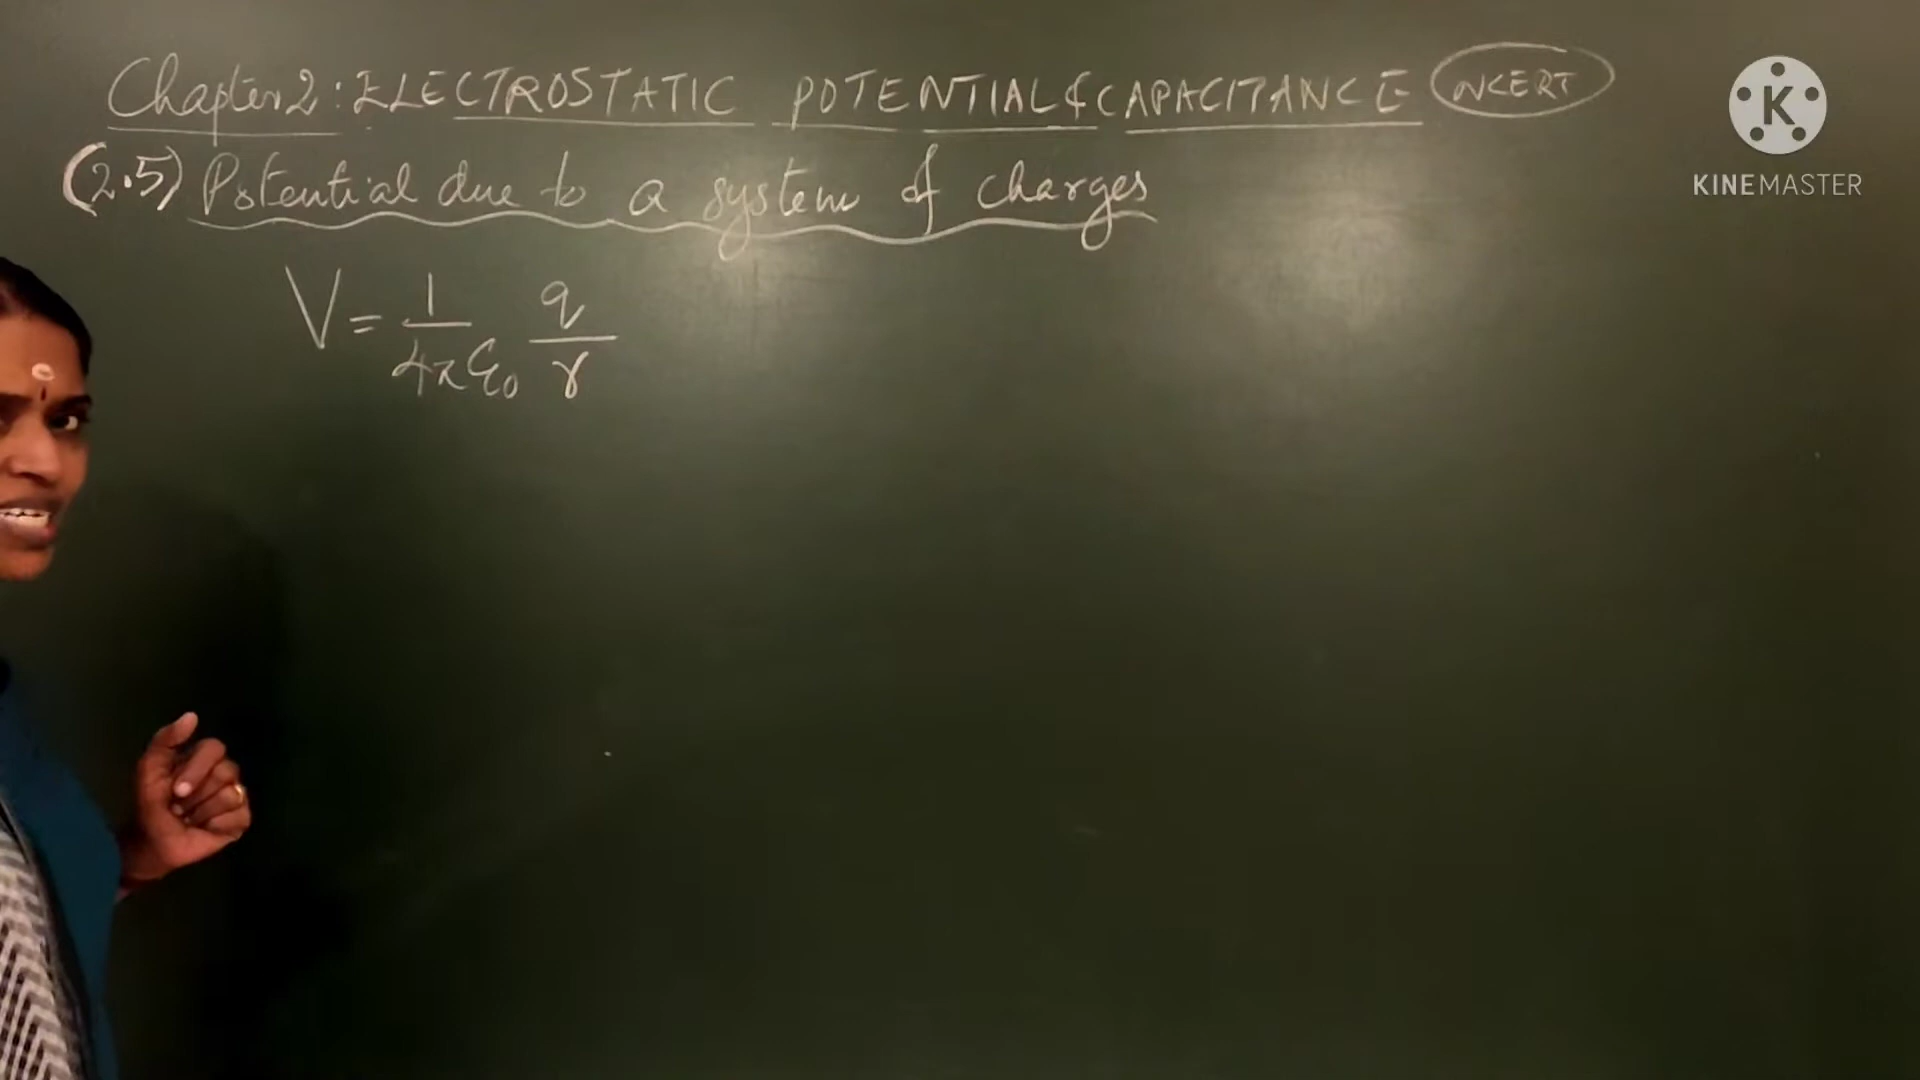 Chapter 2 : ELECTROSTATIC POTENTIAL & CAPACITANCE NCERT
(2.5) Potential due to a system of charges
V = 1/4πε₀ q/r
K
KINEMASTER